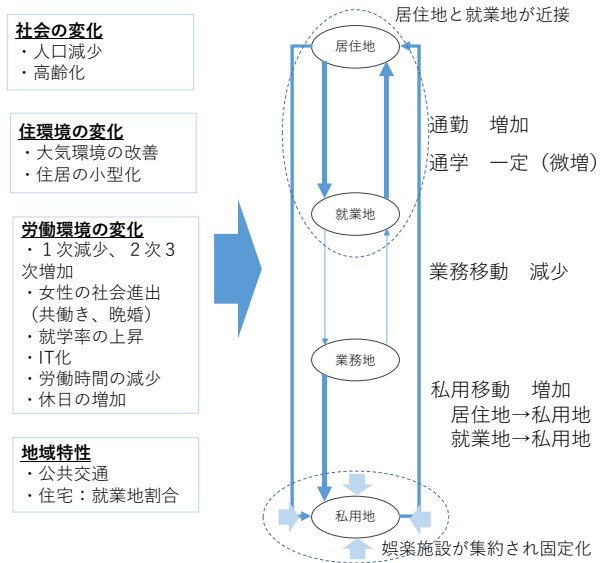 社会の変化
・人口減少
・高齢化
住環境の変化
・大気環境の改善
・住居の小型化
労働環境の変化
・１次減少、２次３
次増加
・女性の社会進出
（共働き、晩婚）
・就学率の上昇
・IT化
・労働時間の減少
・休日の増加
地域特性
・公共交通
・住宅：就業地割合
居住地と就業地が近接
居住地
通勤　増加
通学　一定（微増）
就業地
業務移動　減少
業務地
私用移動　増加
居住地→私用地
就業地→私用地
私用地
娯楽施設が集約され固定化